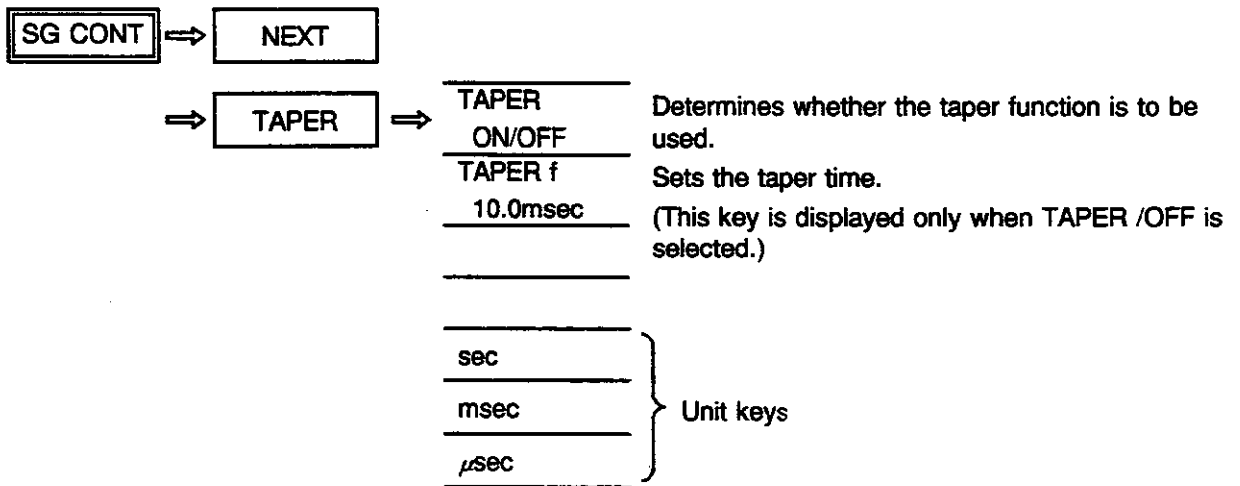 SG CONT ⇒ NEXT
⇒ TAPER ⇒ TAPER
ON/OFF
Determines whether the taper function is to be
used.
TAPER f
10.0msec
Sets the taper time.
(This key is displayed only when TAPER /OFF is
selected.)
sec
msec
μsec
Unit keys